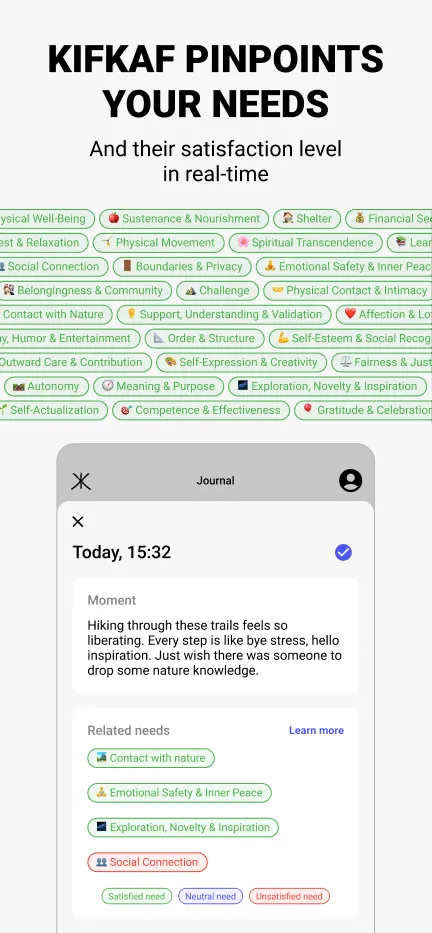 KIFKAF PINPOINTS
YOUR NEEDS
And their satisfaction level
in real-time
ysical Well-Being Sustenance & Nourishment Shelter Financial Sec
est & Relaxation Physical Movement Spiritual Transcendence Lear
Social Connection Boundaries & Privacy Emotional Safety & Inner Peac
Belongingness & Community Challenge Physical Contact & Intimacy
Contact with Nature Support, Understanding & Validation Affection & Lo
y, Humor & Entertainment Order & Structure Self-Esteem & Social Recog
Outward Care & Contribution Self-Expression & Creativity Fairness & Just
Autonomy Meaning & Purpose Exploration, Novelty & Inspiration
Self-Actualization Competence & Effectiveness Gratitude & Celebration
Journal
Today, 15:32
Moment
Hiking through these trails feels so
liberating. Every step is like bye stress, hello
inspiration. Just wish there was someone to
drop some nature knowledge.
Related needs Learn more
Contact with nature
Emotional Safety & Inner Peace
Exploration, Novelty & Inspiration
Social Connection
Satisfied need Neutral need Unsatisfied need